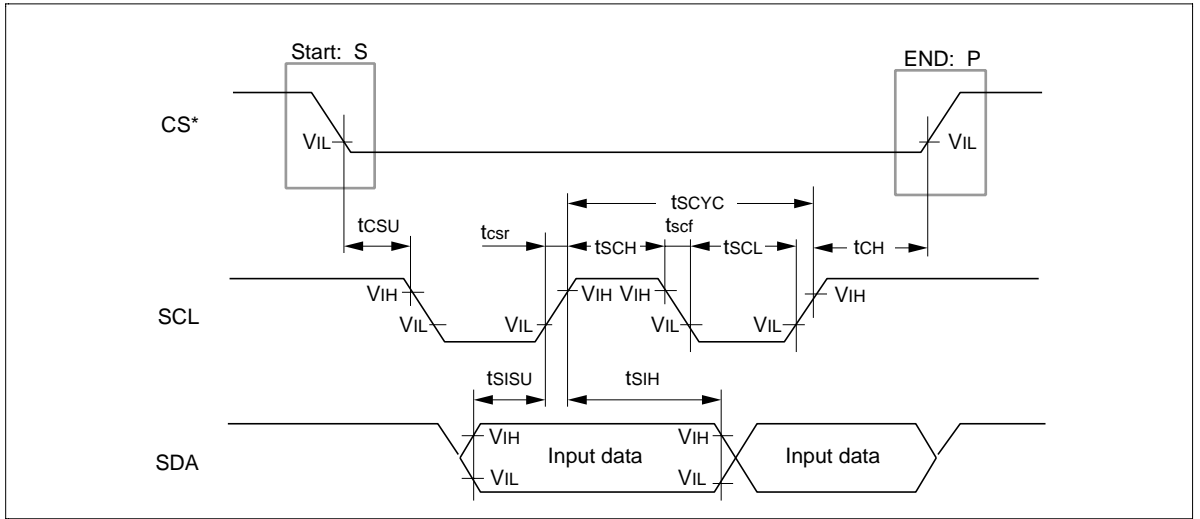 Start: S
END: P
CS*
VIL
VIL
tSCYC
tCSU
tcsr
tscf
tSCH
tSCL
tCH
VIH
VIH
VIH
VIH
SCL
VIL
VIL
VIL
VIL
tSISU
tSIH
VIH
VIH
SDA
Input data
Input data
VIL
VIL